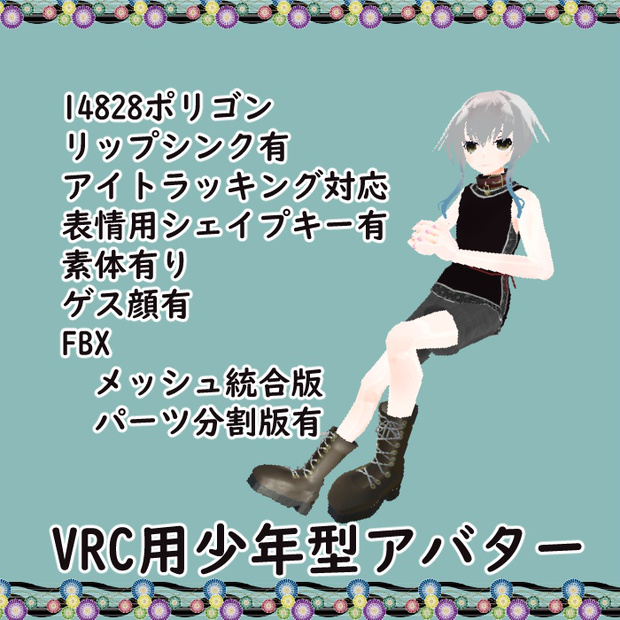 14828ポリゴン
リップシンク有
アイトラッキング対応
表情用シェイプキー有
素体有り
ゲス顔有
FBX
メッシュ統合版
パーツ分割版有
VRC用少年型アバター